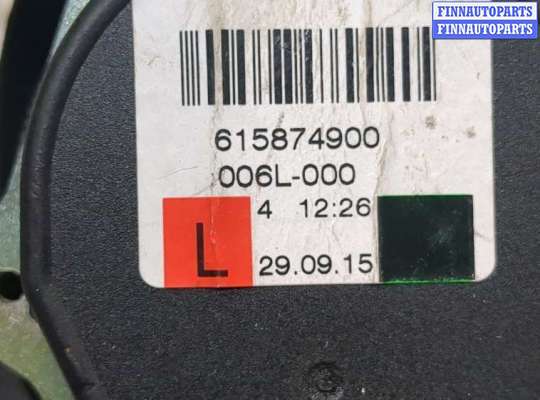 FINNAUTOPARTS
FINNAUTOPARTS
615874900
006L-000
4 12:26
L
29.09.15